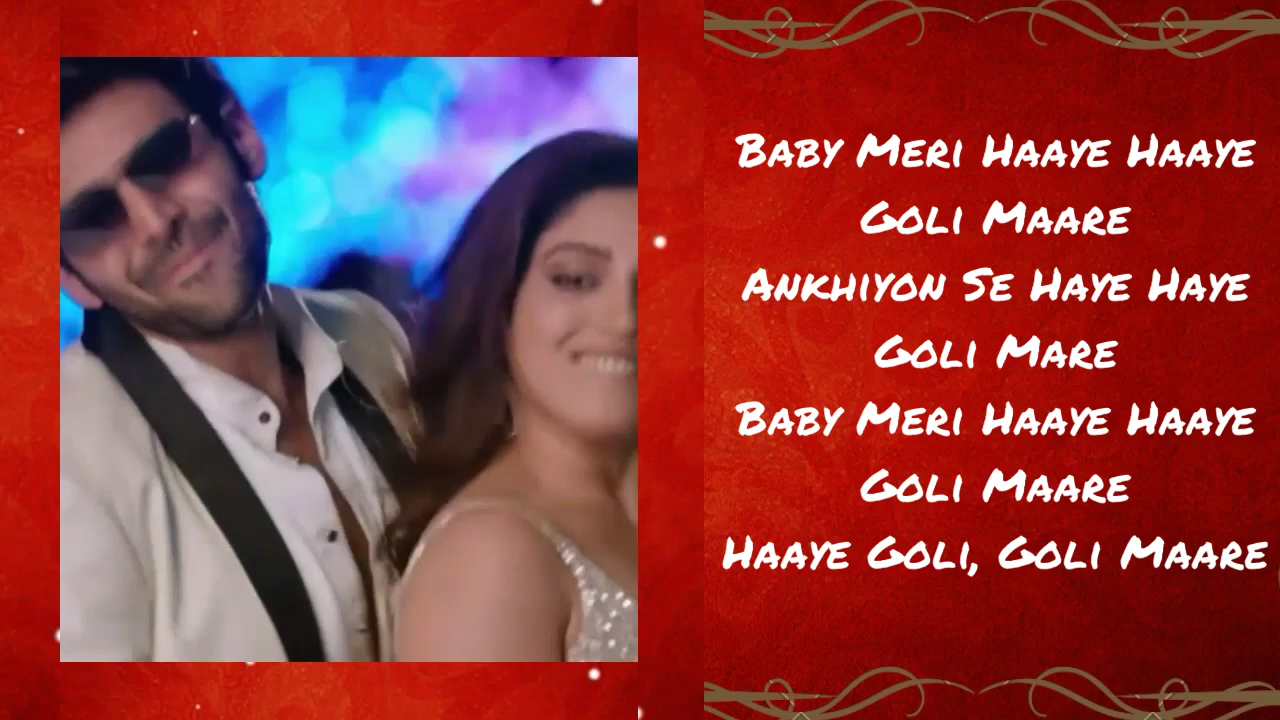 Baby Meri Haaye Haaye
Goli Maare
Ankhiyon Se Haye Haye
Goli Mare
Baby Meri Haaye Haaye
Goli Maare
Haaye Goli, Goli Maare